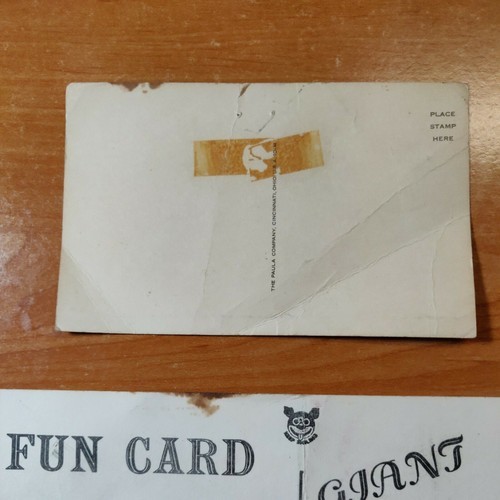 PLACE
STAMP
HERE
THE PAULA COMPANY, CINCINNATI, OHIO
FUN CARD
GIANT